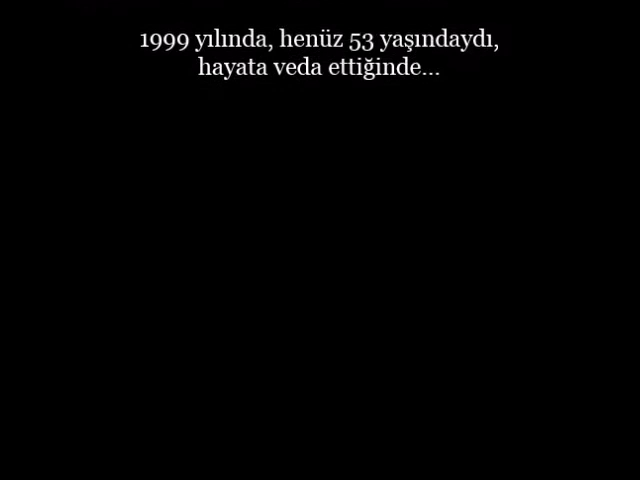 1999 yılında, henüz 53 yaşındaydı,
hayata veda ettiğinde...